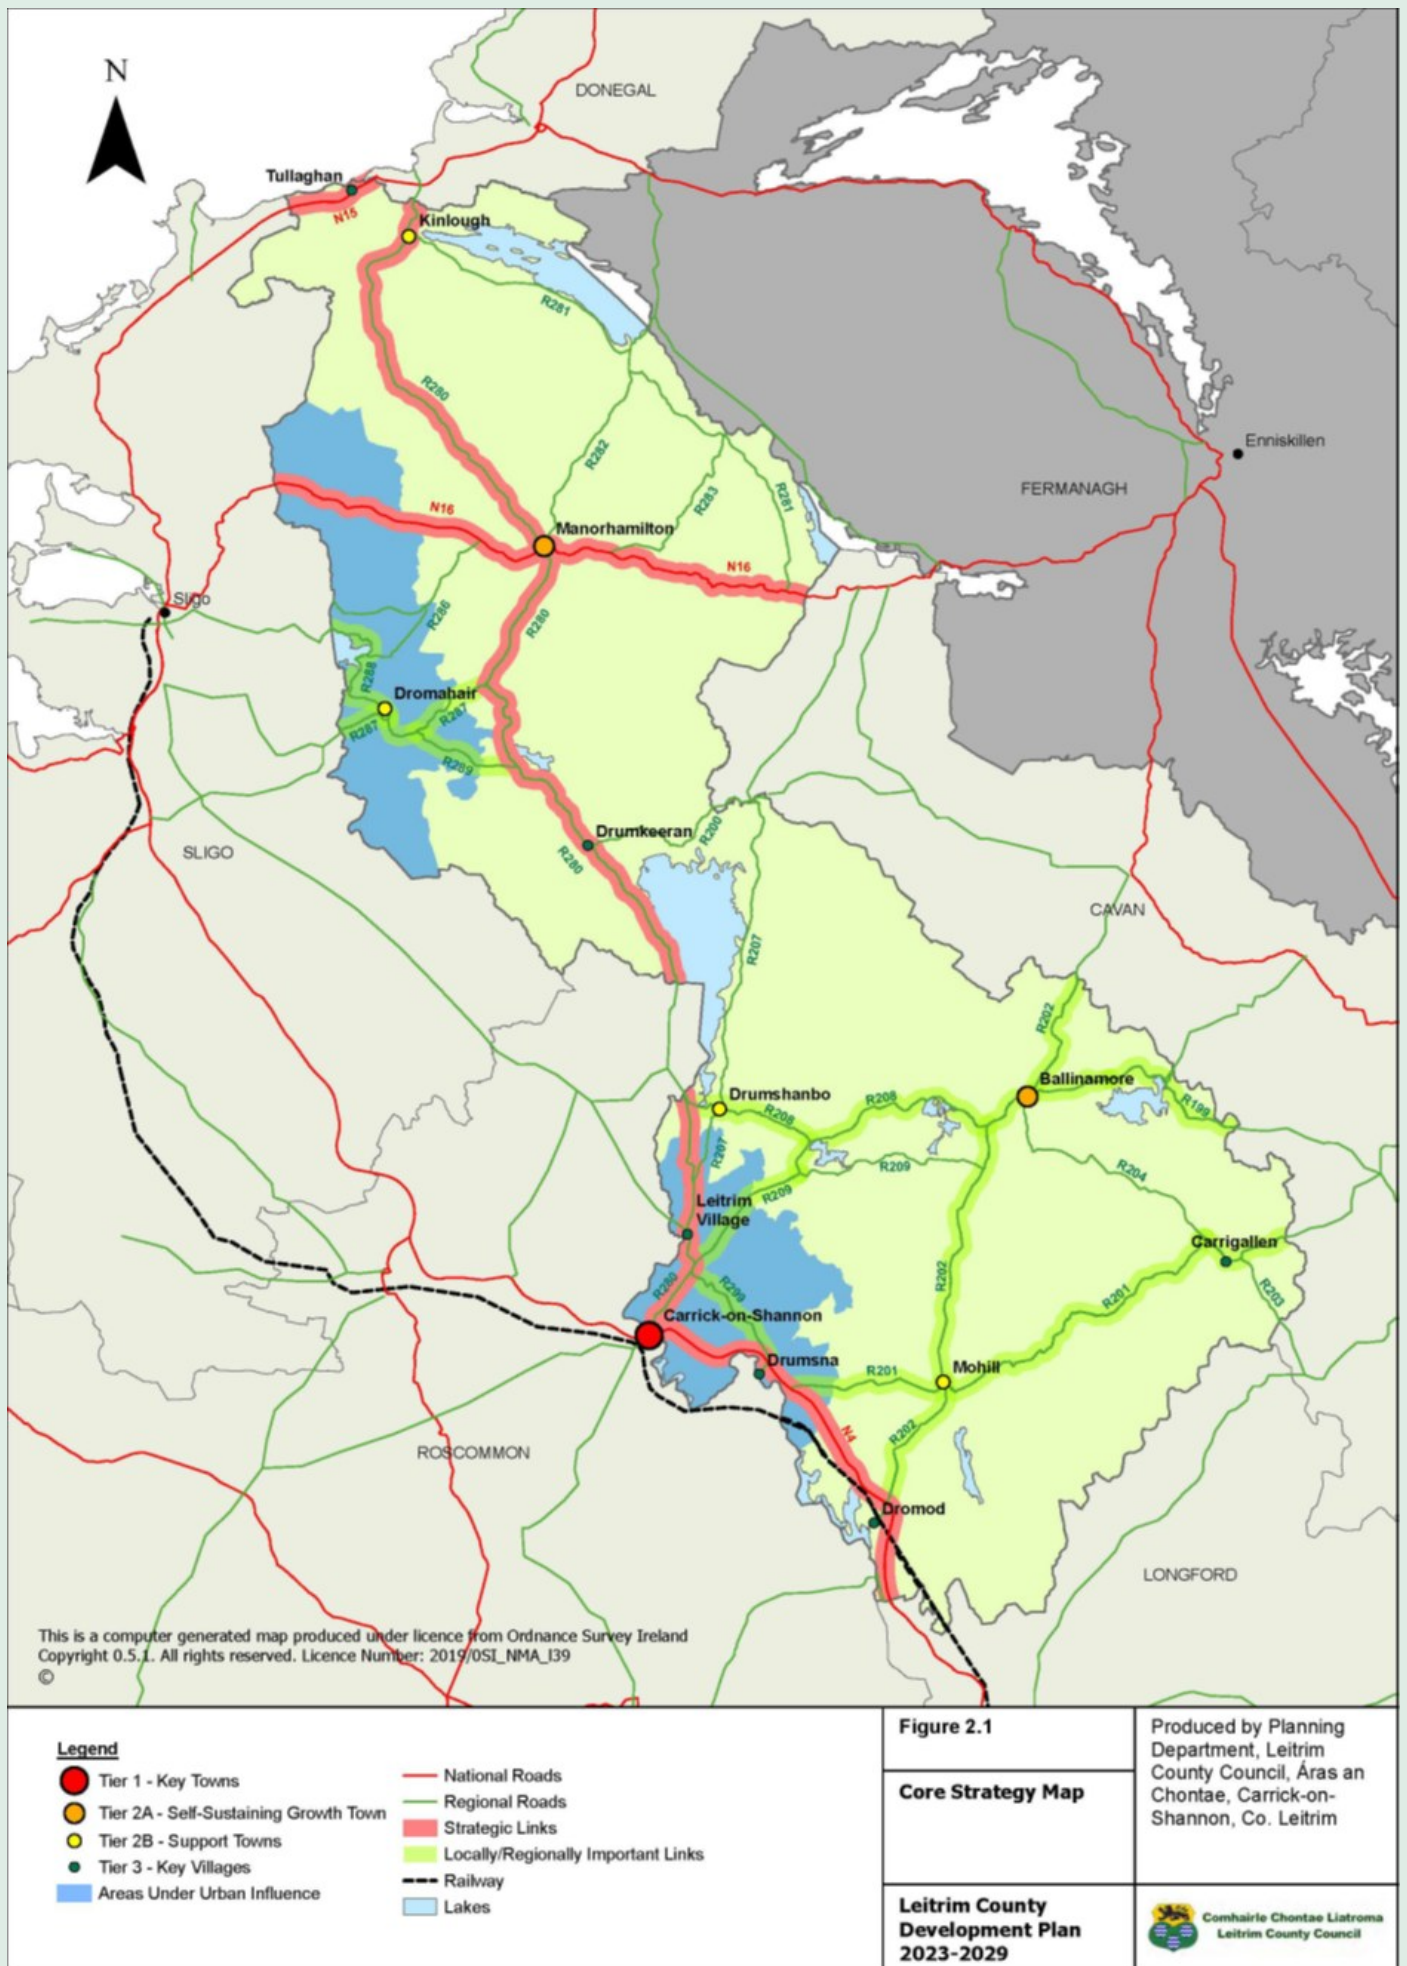 N
DONEGAL
Tullaghan
N15
Kinlough
R281
R280
Enniskillen
R282
FERMANAGH
R283
R281
N16
Manorhamilton
N16
Sligo
R286
R280
R288
Dromahair
R287
R287
R289
Drumkeeran
R200
R280
SLIGO
CAVAN
R207
R202
Ballinamore
Drumshanbo
R208
R208
R199
R207
R209
R204
R209
Leitrim
Village
Carrigallen
R280
R299
R202
R201
R203
Carrick-on-Shannon
Drumsna
R201
Mohill
N4
R202
ROSCOMMON
Dromod
LONGFORD
This is a computer generated map produced under licence from Ordnance Survey Ireland
Copyright 0.5.1. All rights reserved. Licence Number: 2019/0SI_NMA_l39
©
Legend
Tier 1 - Key Towns
Tier 2A - Self-Sustaining Growth Town
Tier 2B - Support Towns
Tier 3 - Key Villages
Areas Under Urban Influence
National Roads
Regional Roads
Strategic Links
Locally/Regionally Important Links
Railway
Lakes
Figure 2.1
Core Strategy Map
Leitrim County
Development Plan
2023-2029
Produced by Planning
Department, Leitrim
County Council, Áras an
Chontae, Carrick-on-
Shannon, Co. Leitrim
Comhairle Chontae Liatroma
Leitrim County Council